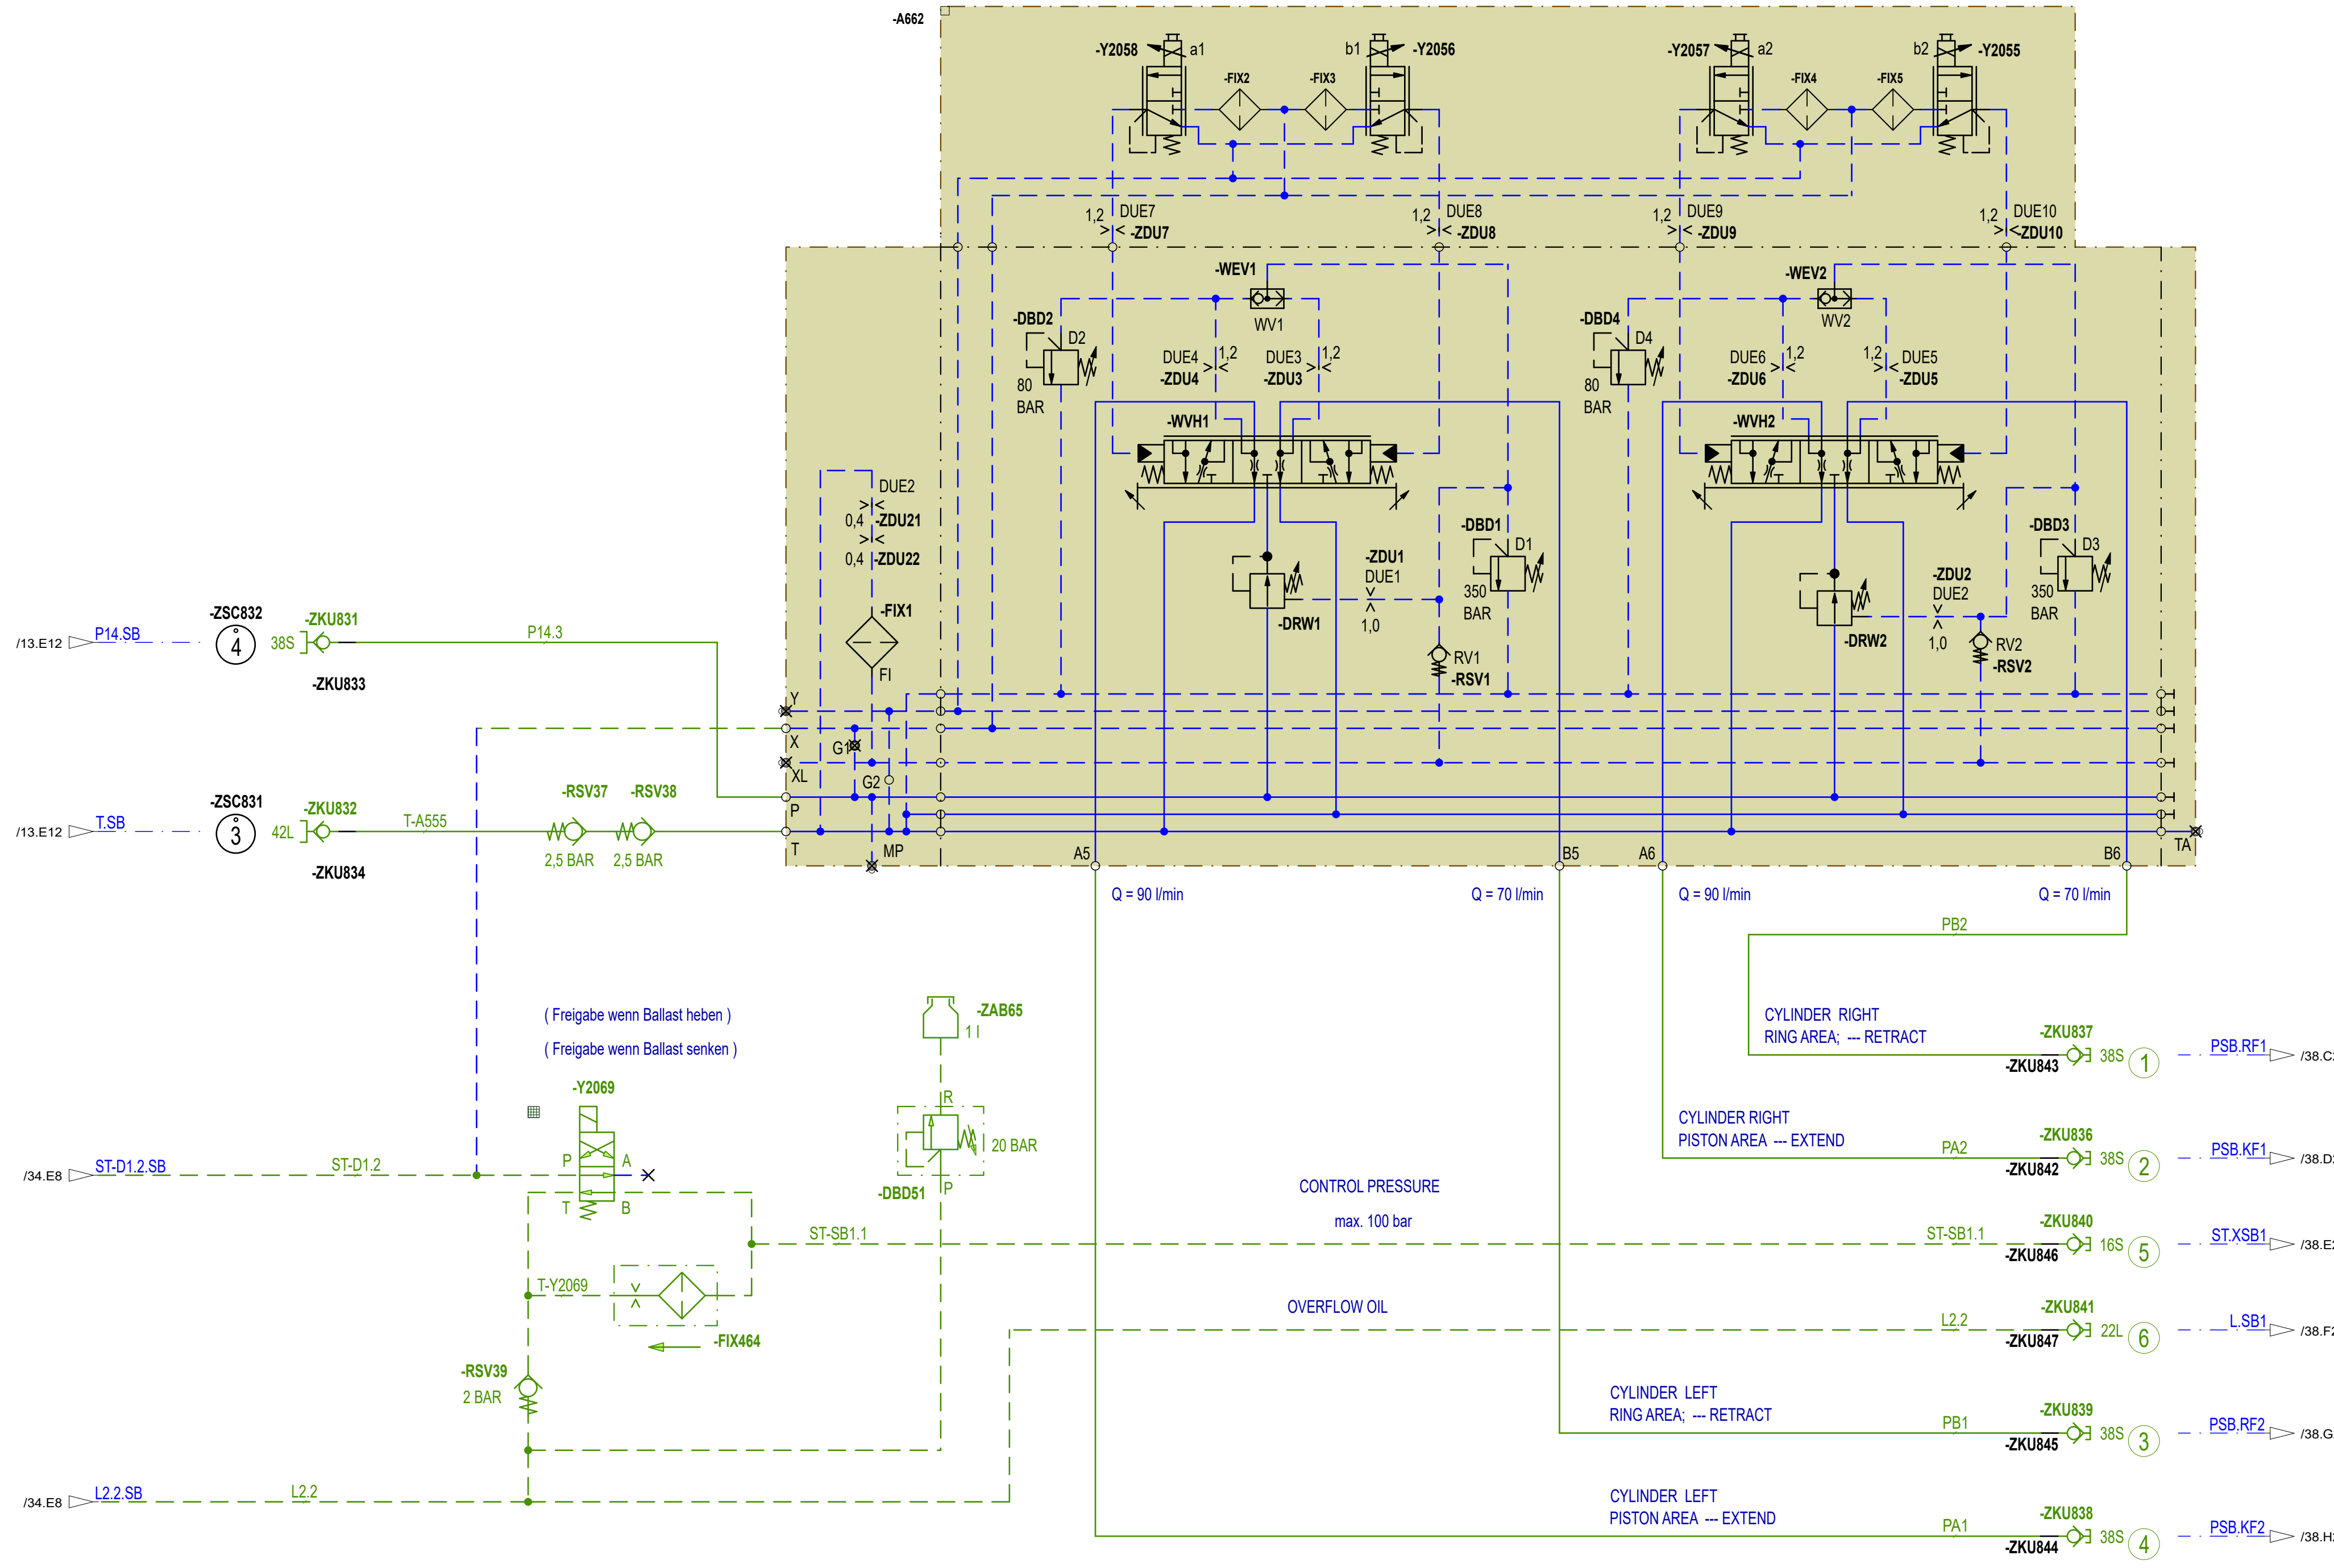 -A662
-Y2058 a1 b1 -Y2056 -Y2057 a2 b2 -Y2055
-FIX2 -FIX3 -FIX4 -FIX5
1,2 DUE7 1,2 DUE8 1,2 DUE9 1,2 DUE10
-ZDU7 -ZDU8 -ZDU9 -ZDU10
-WEV1 -WEV2
WV1 WV2
-DBD2 -DBD4
D2 D4
DUE4 1,2 DUE3 1,2 DUE6 1,2 1,2 DUE5
-ZDU4 -ZDU3 -ZDU6 -ZDU5
80 80
BAR BAR
-WVH1 -WVH2
DUE2
0,4 -ZDU21
0,4 -ZDU22
-DBD1 -DBD3
D1 D3
-ZDU1 -ZDU2
DUE1 DUE2
350 350
BAR BAR
1,0 1,0
-DRW1 -DRW2
-FIX1
FI
RV1 RV2
-RSV1 -RSV2
-ZSC832 -ZKU831
/13.E12 P14.SB 4 38S P14.3
-ZKU833
Y
X
G1
XL
G2
P
-ZSC831 -ZKU832 -RSV37 -RSV38
/13.E12 T.SB 3 42L T-A555
2,5 BAR 2,5 BAR
-ZKU834
T MP A5 B5 A6 B6 TA
Q = 90 l/min Q = 70 l/min Q = 90 l/min Q = 70 l/min
PB2
( Freigabe wenn Ballast heben )
( Freigabe wenn Ballast senken )
-ZAB65
1 l
CYLINDER RIGHT
RING AREA; --- RETRACT
-ZKU837
-ZKU843 38S 1 PSB.RF1 /38.C
-Y2069
R
20 BAR
P
-DBD51
CYLINDER RIGHT
PISTON AREA --- EXTEND
PA2
-ZKU836
-ZKU842 38S 2 PSB.KF1 /38.D
/34.E8 ST-D1.2.SB ST-D1.2
P A
T B
CONTROL PRESSURE
max. 100 bar
ST-SB1.1 ST-SB1.1
-ZKU840
-ZKU846 16S 5 ST.XSB1 /38.E
T-Y2069
-FIX464
OVERFLOW OIL
L2.2
-ZKU841
-ZKU847 22L 6 L.SB1 /38.F
-RSV39
2 BAR
CYLINDER LEFT
RING AREA; --- RETRACT
PB1
-ZKU839
-ZKU845 38S 3 PSB.RF2 /38.G
/34.E8 L2.2.SB L2.2
CYLINDER LEFT
PISTON AREA --- EXTEND
PA1
-ZKU838
-ZKU844 38S 4 PSB.KF2 /38.H